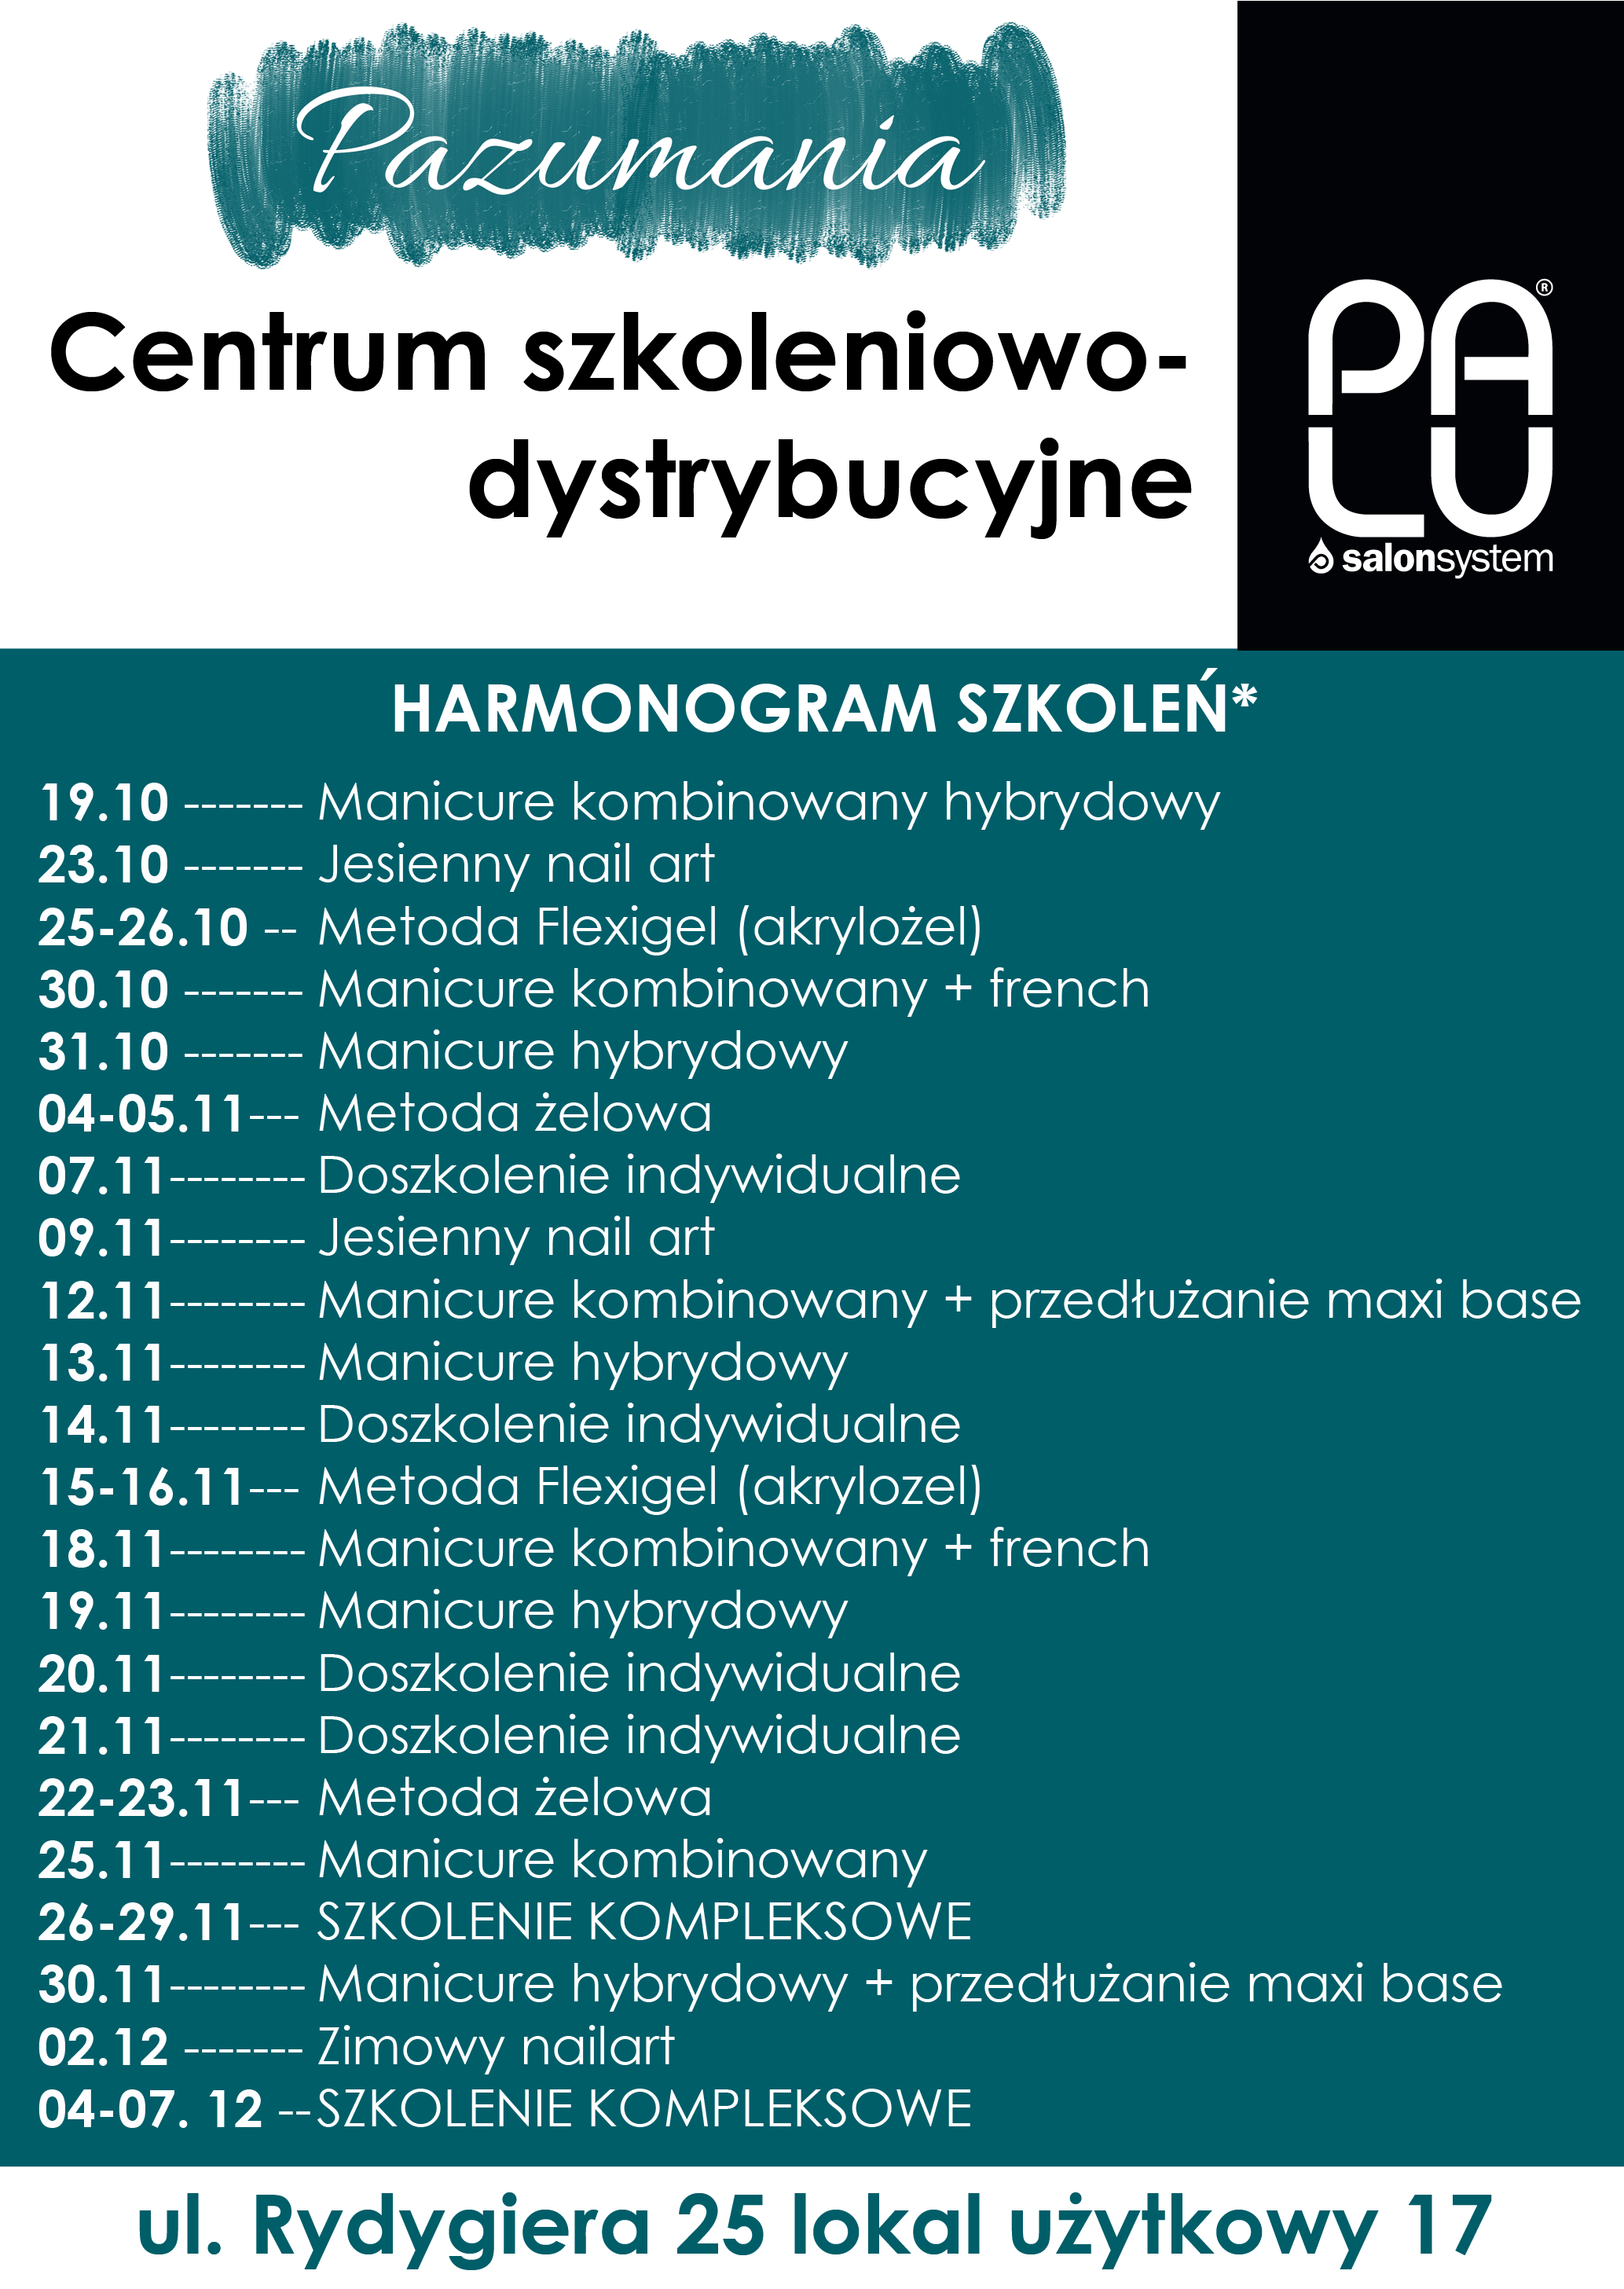 Pazumania
Centrum szkoleniowo-
dystrybucyjne
PALU®
salonsystem
HARMONOGRAM SZKOLEŃ*
19.10 ------- Manicure kombinowany hybrydowy
23.10 ------- Jesienny nail art
25-26.10 -- Metoda Flexigel (akrylożel)
30.10 ------- Manicure kombinowany + french
31.10 ------- Manicure hybrydowy
04-05.11--- Metoda żelowa
07.11-------- Doszkolenie indywidualne
09.11-------- Jesienny nail art
12.11-------- Manicure kombinowany + przedłużanie maxi base
13.11-------- Manicure hybrydowy
14.11-------- Doszkolenie indywidualne
15-16.11--- Metoda Flexigel (akrylozel)
18.11-------- Manicure kombinowany + french
19.11-------- Manicure hybrydowy
20.11-------- Doszkolenie indywidualne
21.11-------- Doszkolenie indywidualne
22-23.11--- Metoda żelowa
25.11-------- Manicure kombinowany
26-29.11--- SZKOLENIE KOMPLEKSOWE
30.11-------- Manicure hybrydowy + przedłużanie maxi base
02.12 ------- Zimowy nailart
04-07. 12 --SZKOLENIE KOMPLEKSOWE
ul. Rydygiera 25 lokal użytkowy 17